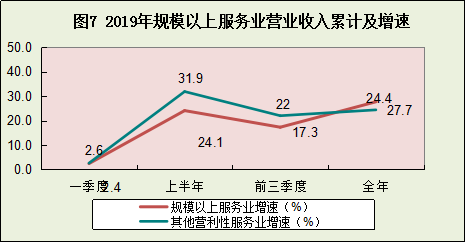 图7 2019年规模以上服务业营业收入累计及增速
50.0
40.0
30.0
20.0
10.0
0.0
2.6
31.9
24.1
22
17.3
24.4
27.7
2.4
一季度
上半年
前三季度
全年
规模以上服务业增速（%）
其他营利性服务业增速（%）